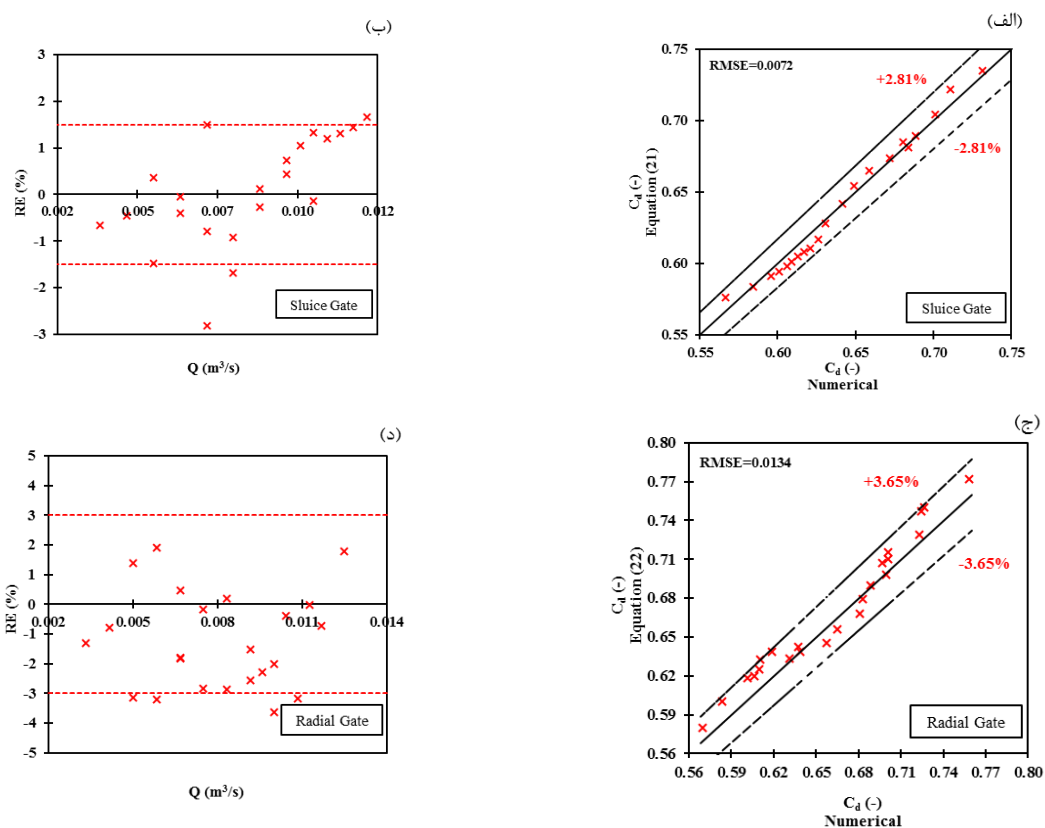 (الف)
0.75
0.70
0.65
0.60
0.55
RMSE=0.0072
+2.81%
-2.81%
Sluice Gate
C_d (-)
Equation (21)
0.55
0.60
0.65
0.70
0.75
C_d (-)
Numerical
(ب)
3
2
1
0
-1
-2
-3
RE (%)
0.002
0.005
0.007
0.010
0.012
Sluice Gate
Q (m³/s)
(ج)
0.80
0.77
0.74
0.71
0.68
0.65
0.62
0.59
0.56
RMSE=0.0134
+3.65%
-3.65%
Radial Gate
C_d (-)
Equation (22)
0.56
0.59
0.62
0.65
0.68
0.71
0.74
0.77
0.80
C_d (-)
Numerical
(د)
5
4
3
2
1
0
-1
-2
-3
-4
-5
RE (%)
0.002
0.005
0.008
0.011
0.014
Radial Gate
Q (m³/s)